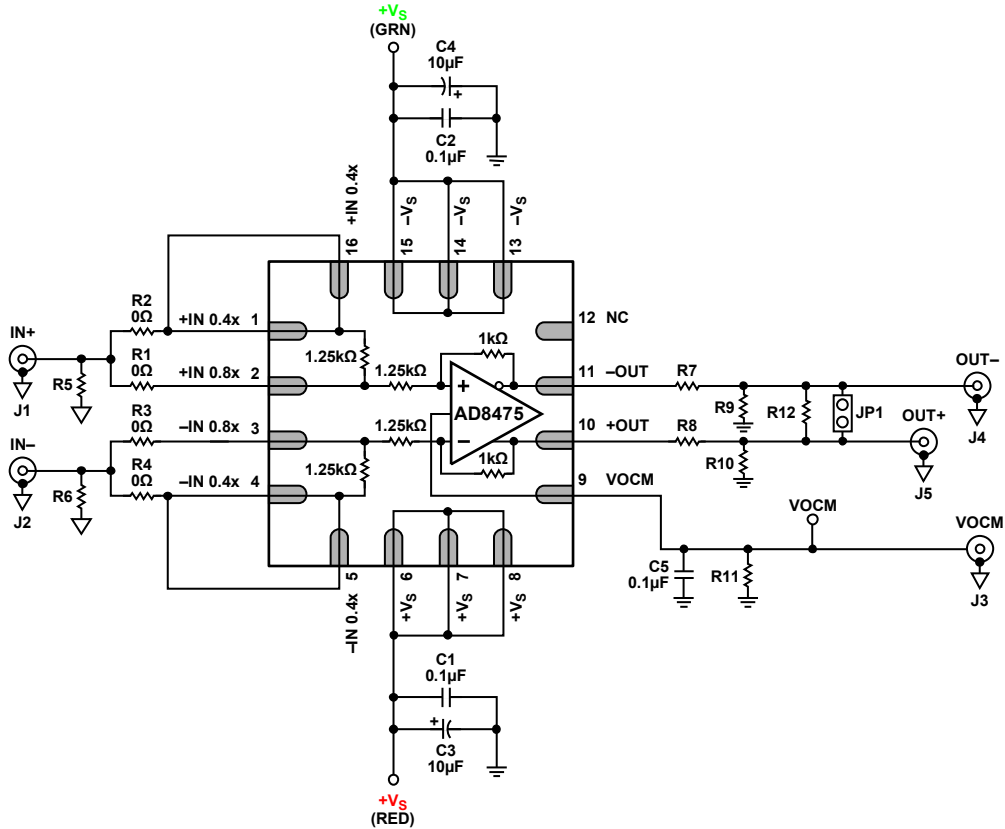 +VS
(GRN)
C4
10µF
C2
0.1µF
+IN 0.4x
16
–VS
15
–VS
14
–VS
13
R2
0Ω
+IN 0.4x 1
12 NC
IN+
1.25kΩ
1kΩ
R1
0Ω
1.25kΩ
+IN 0.8x 2
11 –OUT
R7
OUT–
R5
J1
+
AD8475
R9
R12
JP1
J4
R3
0Ω
–IN 0.8x 3
1.25kΩ
–
10 +OUT
R8
OUT+
IN–
1.25kΩ
1kΩ
R10
J5
R4
0Ω
–IN 0.4x 4
9 VOCM
R6
J2
VOCM
VOCM
C5
0.1µF
R11
J3
5
–IN 0.4x
6
+VS
7
+VS
8
+VS
C1
0.1µF
+
C3
10µF
+VS
(RED)